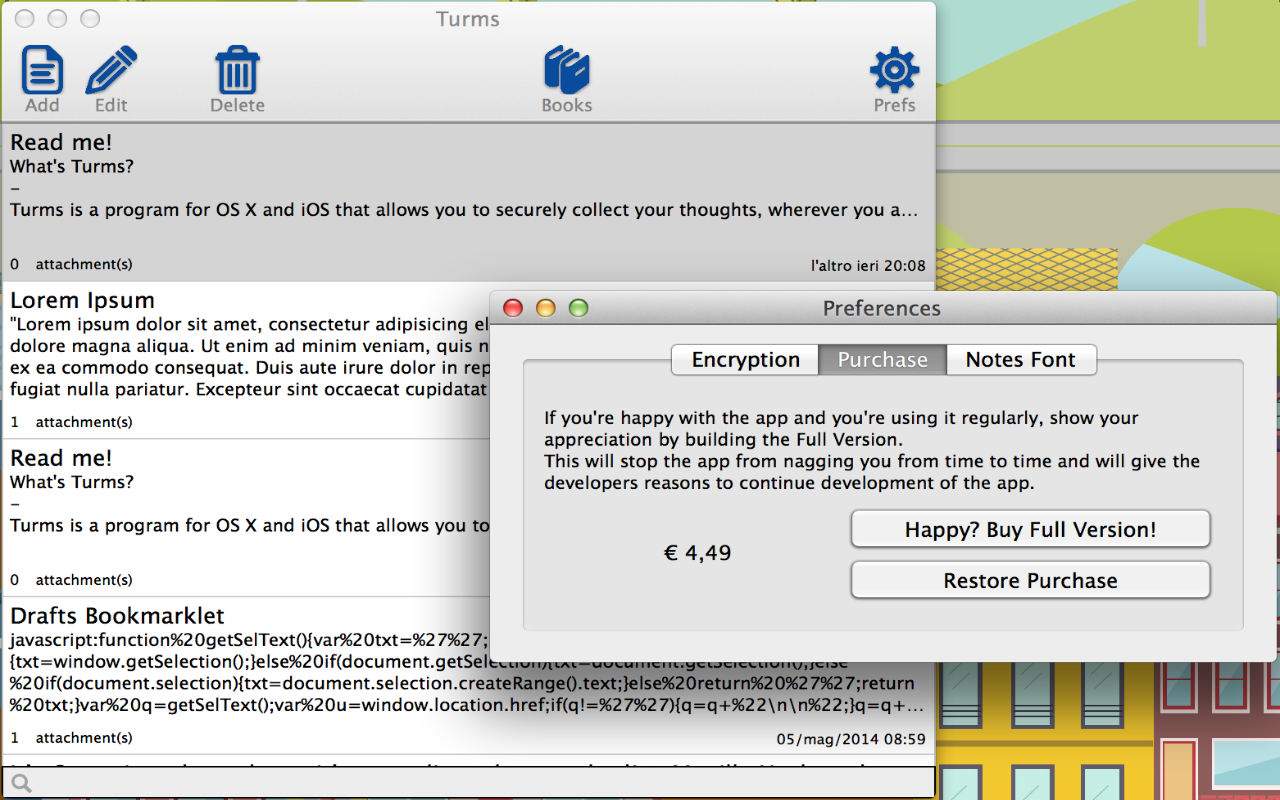 Turms
Add
Edit
Delete
Books
Prefs
Read me!
What's Turms?
–
Turms is a program for OS X and iOS that allows you to securely collect your thoughts, wherever you a...
0 attachment(s)
l'altro ieri 20:08
Lorem Ipsum
"Lorem ipsum dolor sit amet, consectetur adipisicing
dolore magna aliqua. Ut enim ad minim veniam, quis
ex ea commodo consequat. Duis aute irure dolor in
fugiat nulla pariatur. Excepteur sint occaecat cupidatat
1 attachment(s)
Read me!
What's Turms?
–
Turms is a program for OS X and iOS that allows you to
0 attachment(s)
Drafts Bookmarklet
javascript:function%20getSelText(){var%20txt=%27%27;
{txt=window.getSelection();}else%20if(document.getSelection){txt=document.getSelection();}else
%20if(document.selection){txt=document.selection.createRange().text;}else%20return%20%27%27;return
%20txt;}var%20q=getSelText();var%20u=window.location.href;if(q!=%27%27){q=q+%22\n\n%22;}q=q+...
1 attachment(s)
05/mag/2014 08:59
Preferences
Encryption
Purchase
Notes Font
If you're happy with the app and you're using it regularly, show your
appreciation by building the Full Version.
This will stop the app from nagging you from time to time and will give the
developers reasons to continue development of the app.
€ 4,49
Happy? Buy Full Version!
Restore Purchase